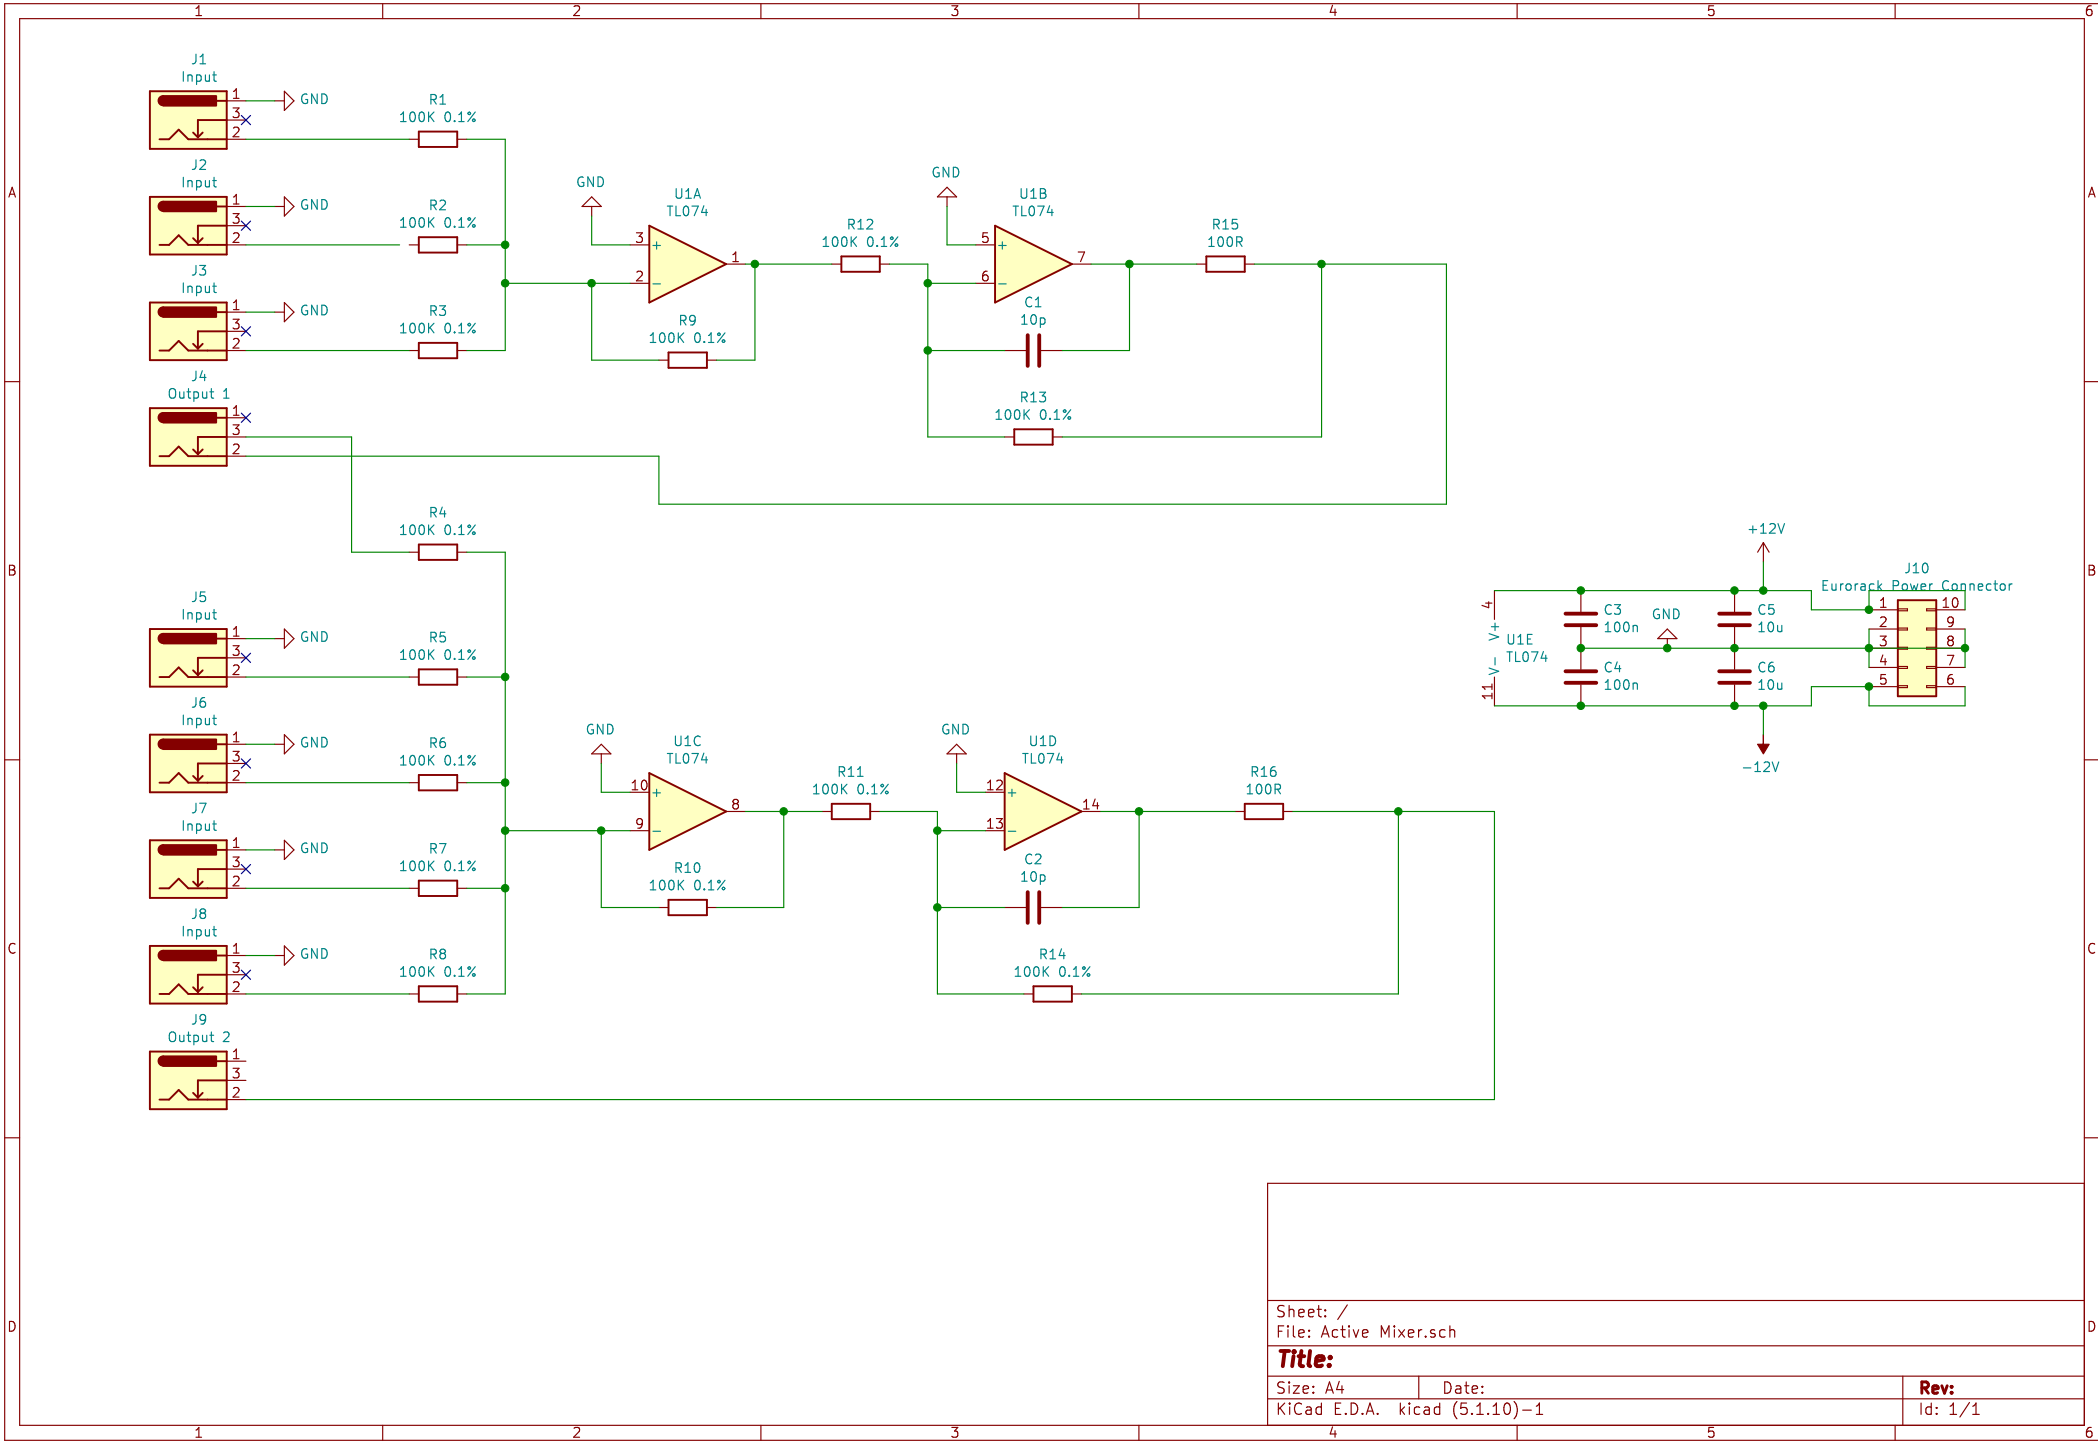 1 2 3 4 5 6
A A
B B
C C
D D
J1
Input
1
3
2
GND
R1
100K 0.1%
J2
Input
1
3
2
GND
R2
100K 0.1%
J3
Input
1
3
2
GND
R3
100K 0.1%
J4
Output 1
1
3
2
GND
U1A
TL074
3 +
2 −
1
R9
100K 0.1%
R12
100K 0.1%
GND
U1B
TL074
5 +
6 −
7
C1
10p
R13
100K 0.1%
R15
100R
R4
100K 0.1%
J5
Input
1
3
2
GND
R5
100K 0.1%
J6
Input
1
3
2
GND
R6
100K 0.1%
J7
Input
1
3
2
GND
R7
100K 0.1%
J8
Input
1
3
2
GND
R8
100K 0.1%
J9
Output 2
1
3
2
GND
U1C
TL074
10 +
9 −
8
R10
100K 0.1%
R11
100K 0.1%
GND
U1D
TL074
12 +
13 −
14
C2
10p
R14
100K 0.1%
R16
100R
+12V
4 V+
11 V−
U1E
TL074
C3
100n
GND
C4
100n
C5
10u
C6
10u
−12V
J10
Eurorack Power Connector
1 10
2 9
3 8
4 7
5 6
Sheet: /
File: Active Mixer.sch
Title:
Size: A4 Date: Rev:
KiCad E.D.A. kicad (5.1.10)−1 Id: 1/1
1 2 3 4 5 6